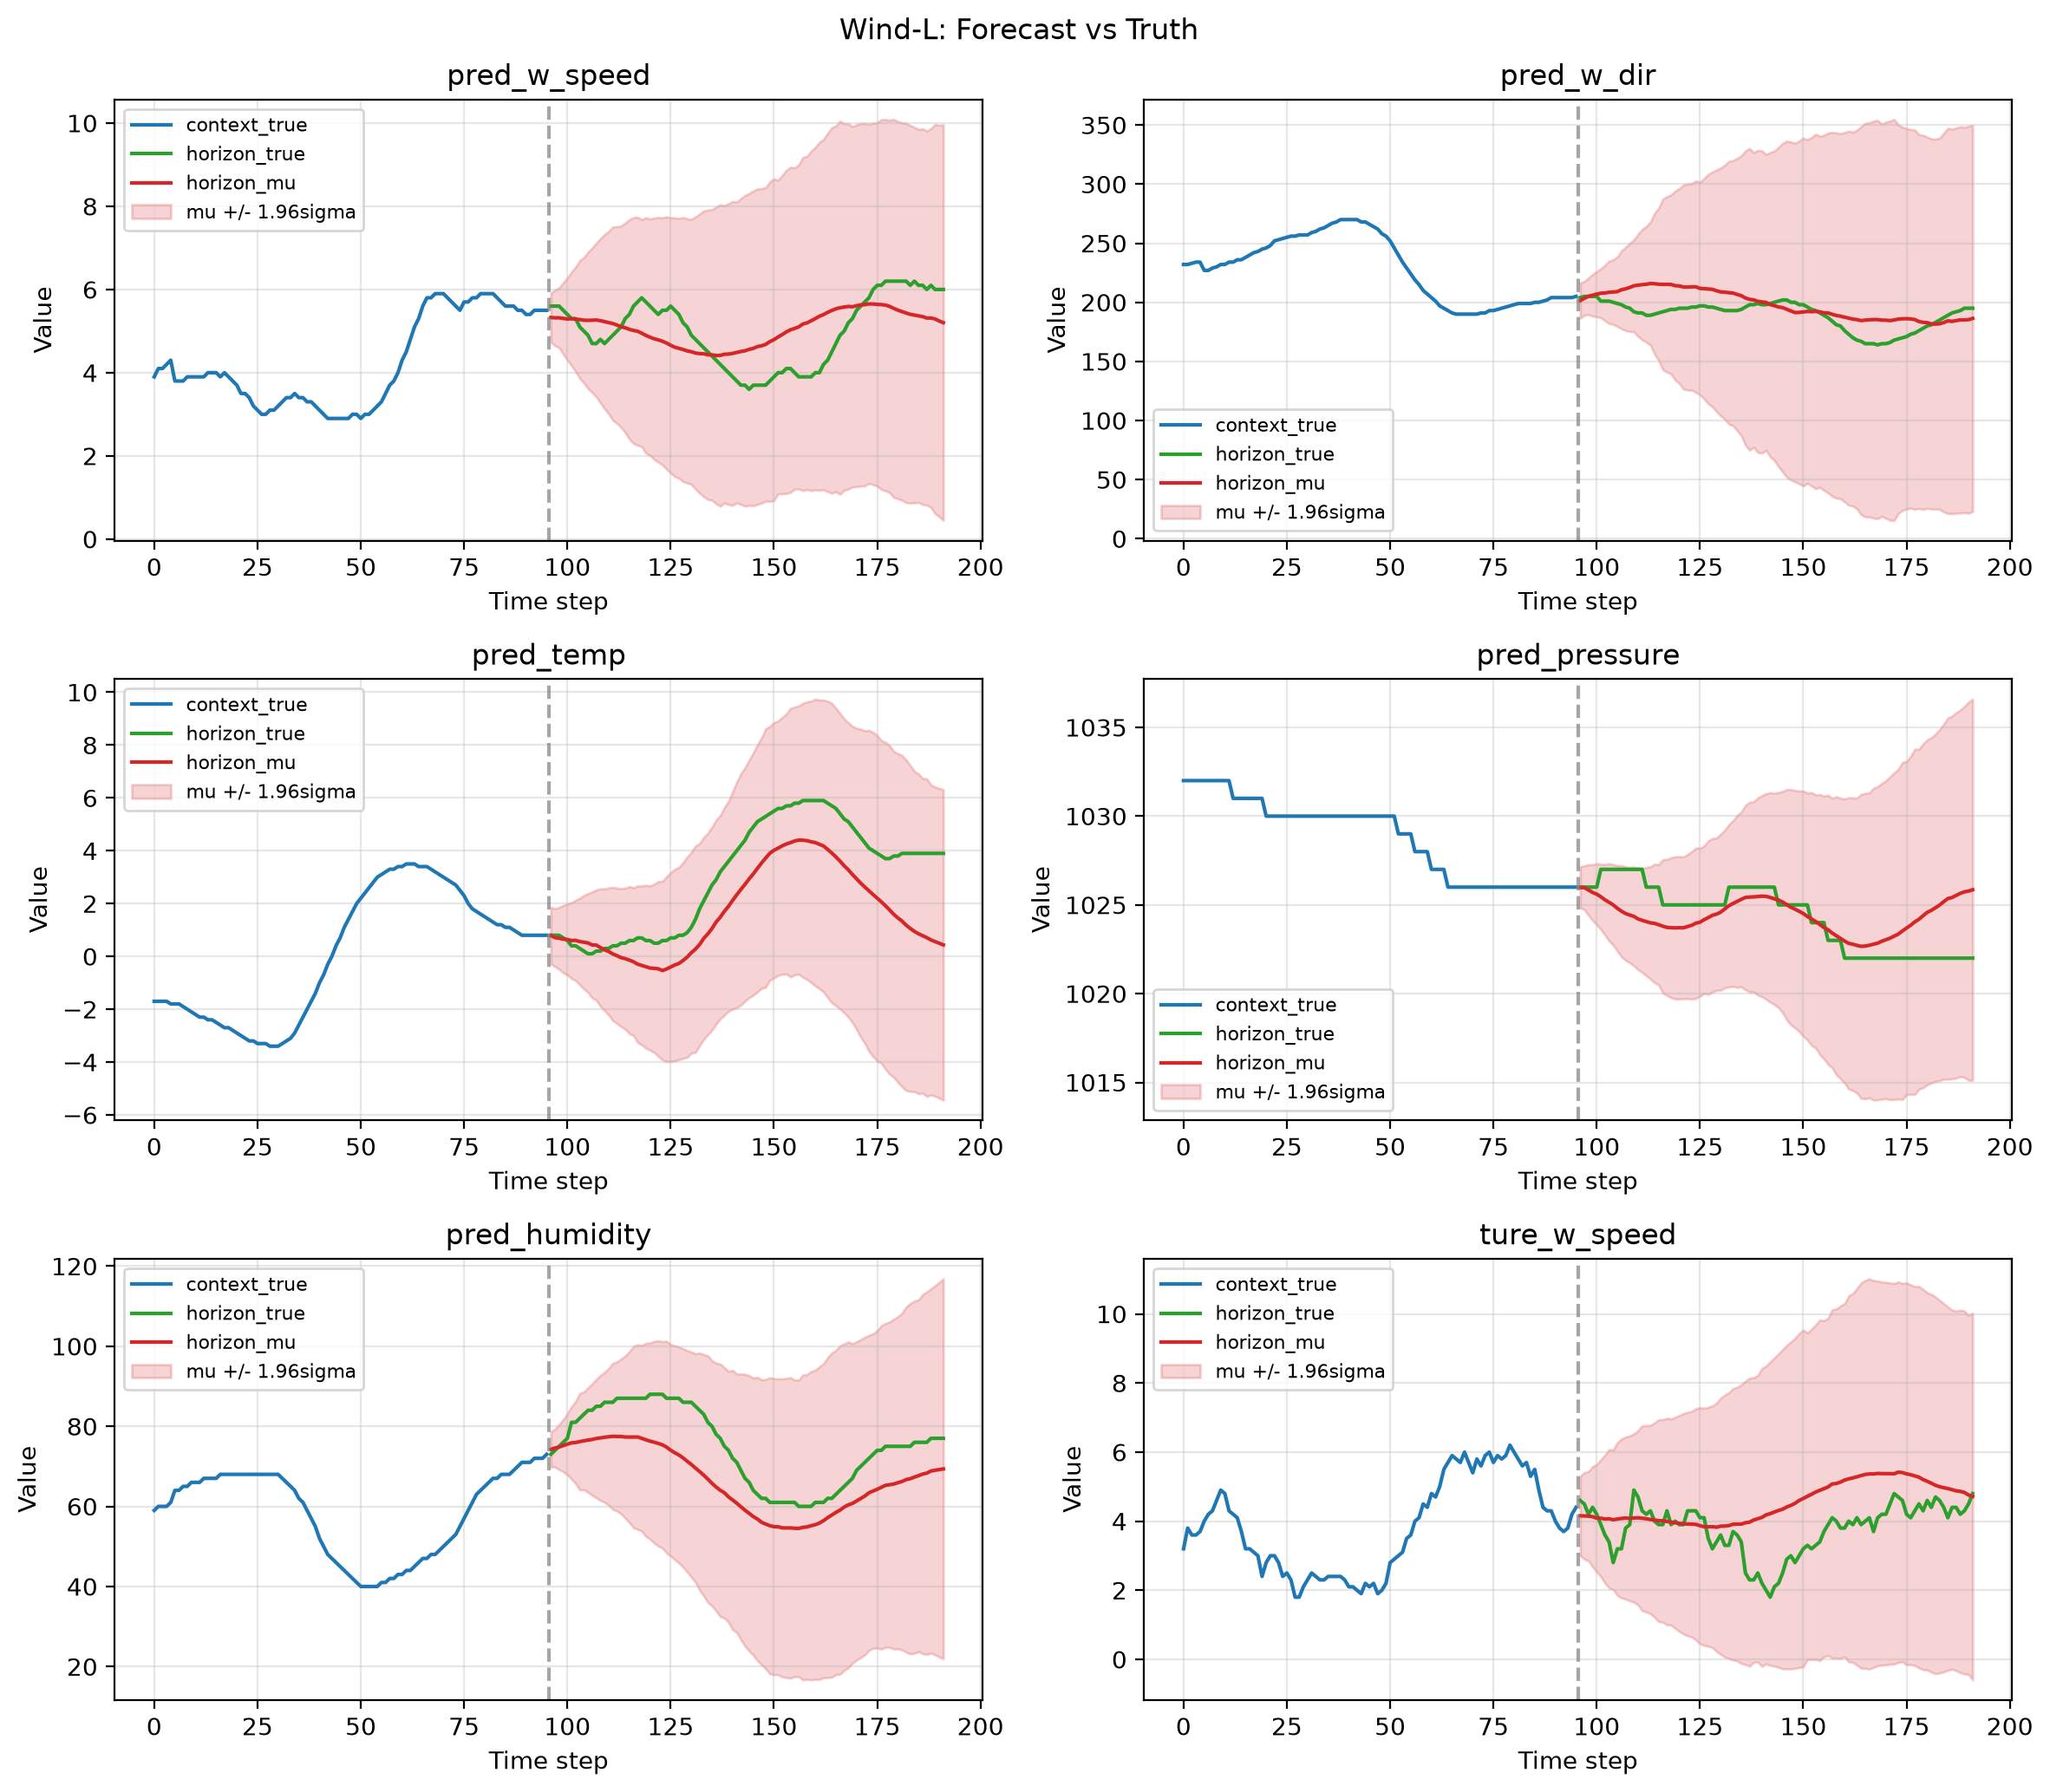 Wind-L: Forecast vs Truth
pred_w_speed
context_true
horizon_true
horizon_mu
mu +/- 1.96sigma
Value
10
8
6
4
2
0
0 25 50 75 100 125 150 175 200
Time step
pred_w_dir
Value
350
300
250
200
150
100
50
0
context_true
horizon_true
horizon_mu
mu +/- 1.96sigma
0 25 50 75 100 125 150 175 200
Time step
pred_temp
context_true
horizon_true
horizon_mu
mu +/- 1.96sigma
Value
10
8
6
4
2
0
−2
−4
−6
0 25 50 75 100 125 150 175 200
Time step
pred_pressure
Value
1035
1030
1025
1020
1015
context_true
horizon_true
horizon_mu
mu +/- 1.96sigma
0 25 50 75 100 125 150 175 200
Time step
pred_humidity
context_true
horizon_true
horizon_mu
mu +/- 1.96sigma
Value
120
100
80
60
40
20
0 25 50 75 100 125 150 175 200
Time step
ture_w_speed
context_true
horizon_true
horizon_mu
mu +/- 1.96sigma
Value
10
8
6
4
2
0
0 25 50 75 100 125 150 175 200
Time step